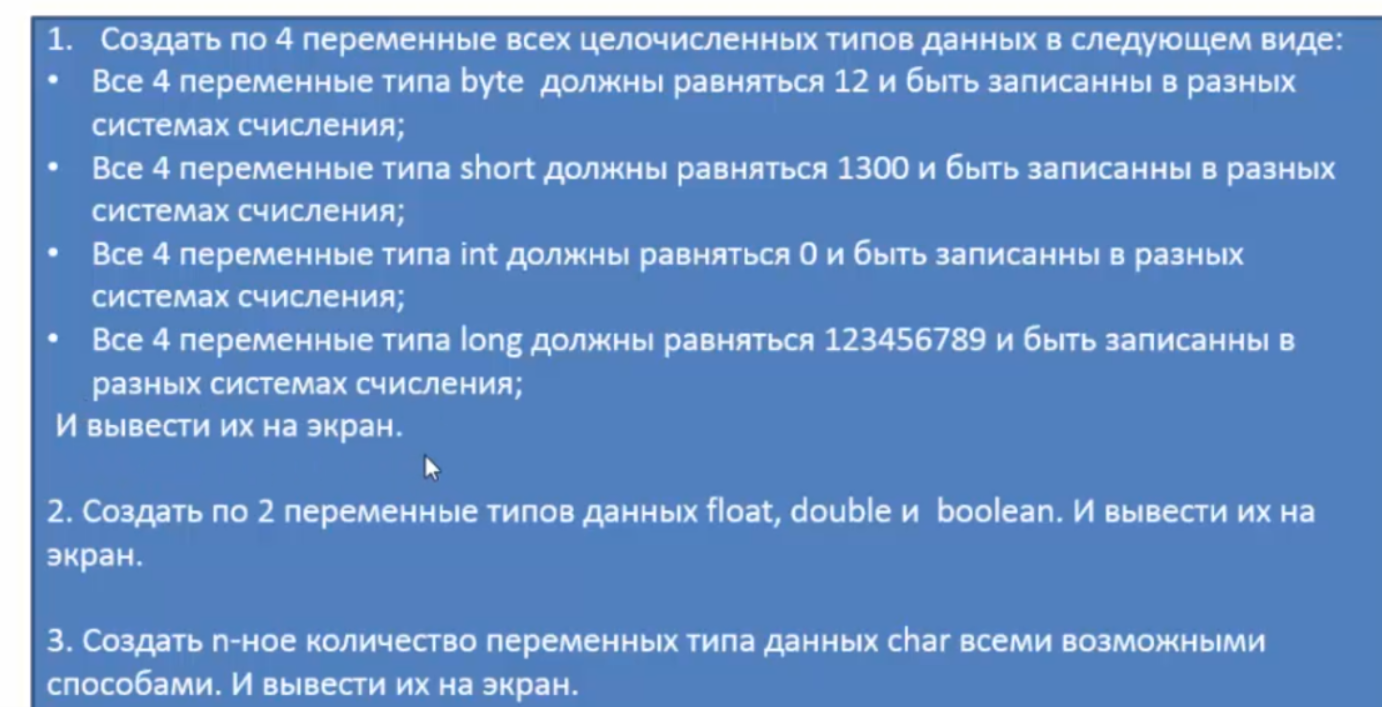 1. Создать по 4 переменные всех целочисленных типов данных в следующем виде:
• Все 4 переменные типа byte должны равняться 12 и быть записанны в разных
системах счисления;
• Все 4 переменные типа short должны равняться 1300 и быть записанны в разных
системах счисления;
• Все 4 переменные типа int должны равняться 0 и быть записанны в разных
системах счисления;
• Все 4 переменные типа long должны равняться 123456789 и быть записанны в
разных системах счисления;
И вывести их на экран.
2. Создать по 2 переменные типов данных float, double и boolean. И вывести их на
экран.
3. Создать n-ное количество переменных типа данных char всеми возможными
способами. И вывести их на экран.